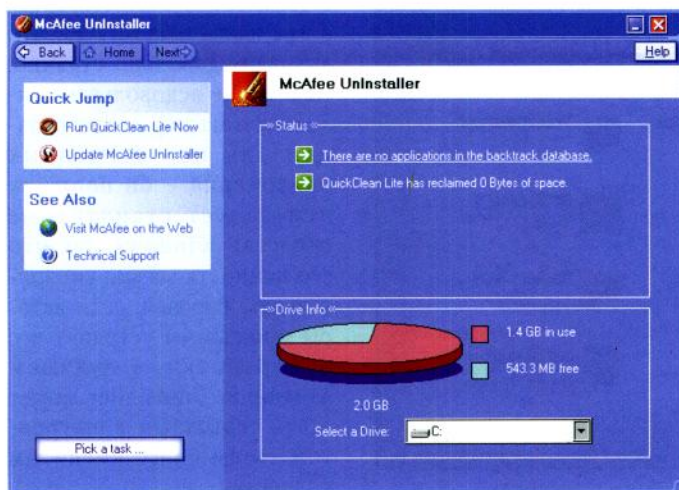 McAfee UnInstaller
Back Home Next Help
Quick Jump
Run QuickClean Lite Now
Update McAfee UnInstaller
See Also
Visit McAfee on the Web
Technical Support
Pick a task ...
McAfee UnInstaller
Status
There are no applications in the backtrack database.
QuickClean Lite has reclaimed 0 Bytes of space.
Drive Info
1.4 GB in use
543.3 MB free
2.0 GB
Select a Drive: C: